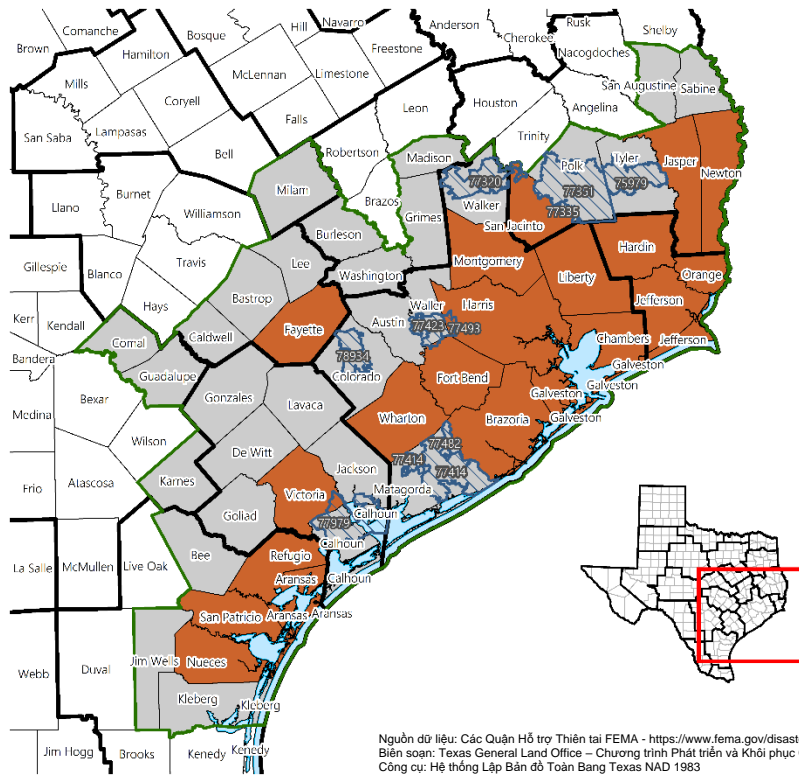 Comanche
Bosque
Hill
Navarro
Anderson
Rusk
Shelby
Brown
Hamilton
Freestone
Cherokee
Nacogdoches
Mills
McLennan
Limestone
San Augustine
Sabine
Coryell
Leon
Houston
Angelina
San Saba
Lampasas
Falls
Trinity
Bell
Robertson
Madison
Polk
Tyler
Jasper
Newton
Burnet
Milam
77320
77351
75979
Llano
Williamson
Brazos
Grimes
Walker
77335
Burleson
San Jacinto
Travis
Lee
Washington
Montgomery
Hardin
Gillespie
Blanco
Liberty
Orange
Hays
Bastrop
Waller
Harris
Jefferson
Kerr
Kendall
Caldwell
Fayette
Austin
77423
77493
Chambers
Jefferson
Bandera
Comal
78934
Colorado
Galveston
Guadalupe
Fort Bend
Galveston
Galveston
Medina
Bexar
Gonzales
Lavaca
Wharton
Brazoria
Galveston
Wilson
77482
De Witt
77414
77414
Frio
Atascosa
Karnes
Jackson
Matagorda
Victoria
Calhoun
Goliad
77979
Calhoun
La Salle
McMullen
Live Oak
Bee
Refugio
Aransas
Calhoun
San Patricio
Aransas
Aransas
Webb
Duval
Jim Wells
Nueces
Kleberg
Kleberg
Jim Hogg
Brooks
Kenedy
Kenedy
Nguồn dữ liệu: Các Quận Hỗ trợ Thiên tai FEMA - https://www.fema.gov/disast
Biên soạn: Texas General Land Office – Chương trình Phát triển và Khôi phục
Công cụ: Hệ thống Lập Bản đồ Toàn Bang Texas NAD 1983